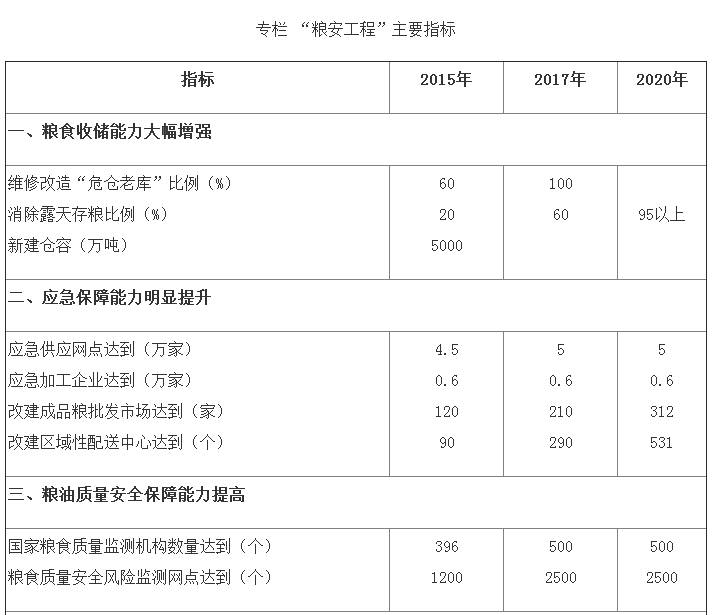 专栏 “粮安工程”主要指标
指标 2015年 2017年 2020年
一、粮食收储能力大幅增强
维修改造“危仓老库”比例（%） 60 100
消除露天存粮比例（%） 20 60 95以上
新建仓容（万吨） 5000
二、应急保障能力明显提升
应急供应网点达到（万家） 4.5 5 5
应急加工企业达到（万家） 0.6 0.6 0.6
改建成品粮批发市场达到（家） 120 210 312
改建区域性配送中心达到（个） 90 290 531
三、粮油质量安全保障能力提高
国家粮食质量监测机构数量达到（个） 396 500 500
粮食质量安全风险监测网点达到（个） 1200 2500 2500